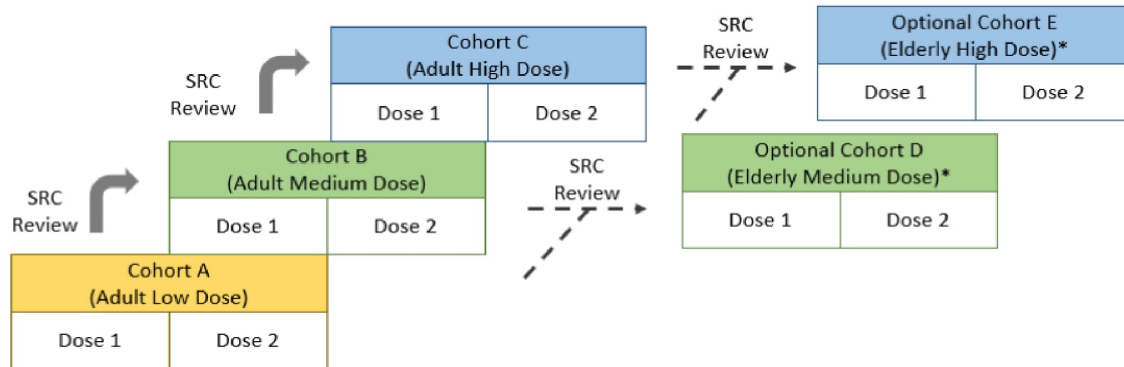 Cohort C
(Adult High Dose)
Dose 1
Dose 2
SRC
Review
SRC
Review
Optional Cohort E
(Elderly High Dose)*
Dose 1
Dose 2
SRC
Review
Cohort B
(Adult Medium Dose)
Dose 1
Dose 2
SRC
Review
Optional Cohort D
(Elderly Medium Dose)*
Dose 1
Dose 2
SRC
Review
Cohort A
(Adult Low Dose)
Dose 1
Dose 2